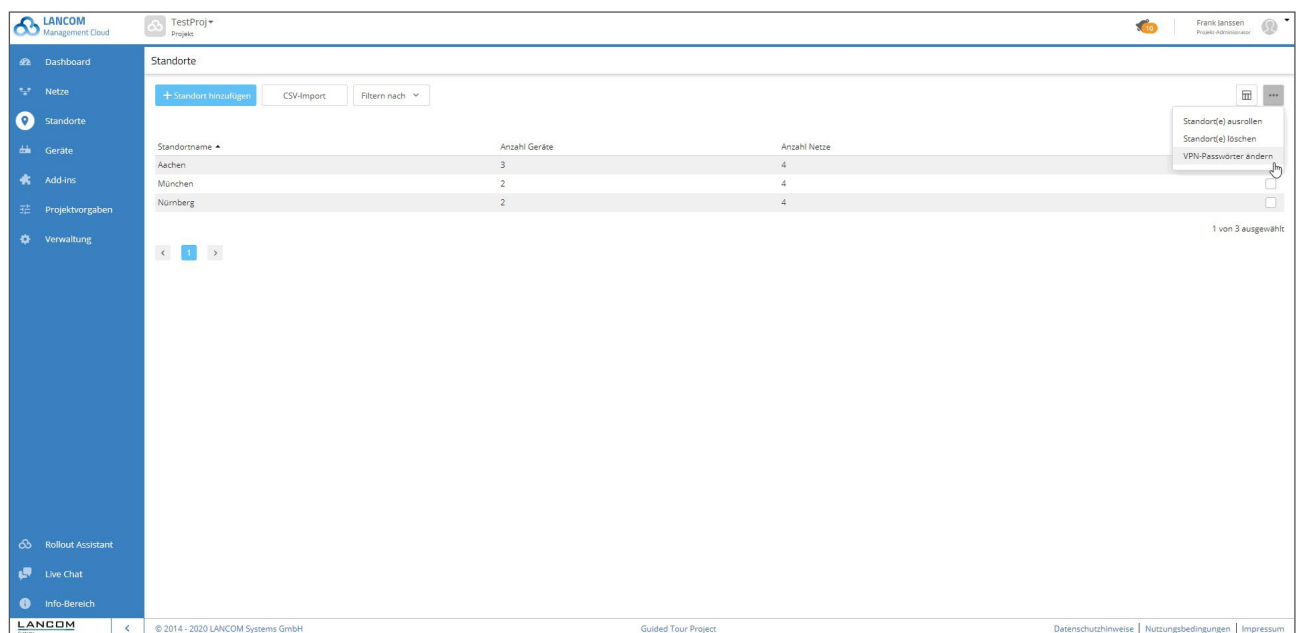 LANCOM
Management Cloud
TestProj
Projekt
10
Frank Janssen
Projekt-Administrator
Dashboard
Netze
Standorte
Geräte
Add-ins
Projektvorgaben
Verwaltung
Rollout Assistant
Live Chat
Info-Bereich
LANCOM
Standorte
+ Standort hinzufügen CSV-Import Filtern nach
Standort(e) ausrollen
Standort(e) löschen
VPN-Passwörter ändern
Standortname Anzahl Geräte Anzahl Netze
Aachen 3 4
München 2 4
Nürnberg 2 4
1 von 3 ausgewählt
< 1 >
< © 2014 - 2020 LANCOM Systems GmbH Guided Tour Project Datenschutzhinweise | Nutzungsbedingungen | Impressum